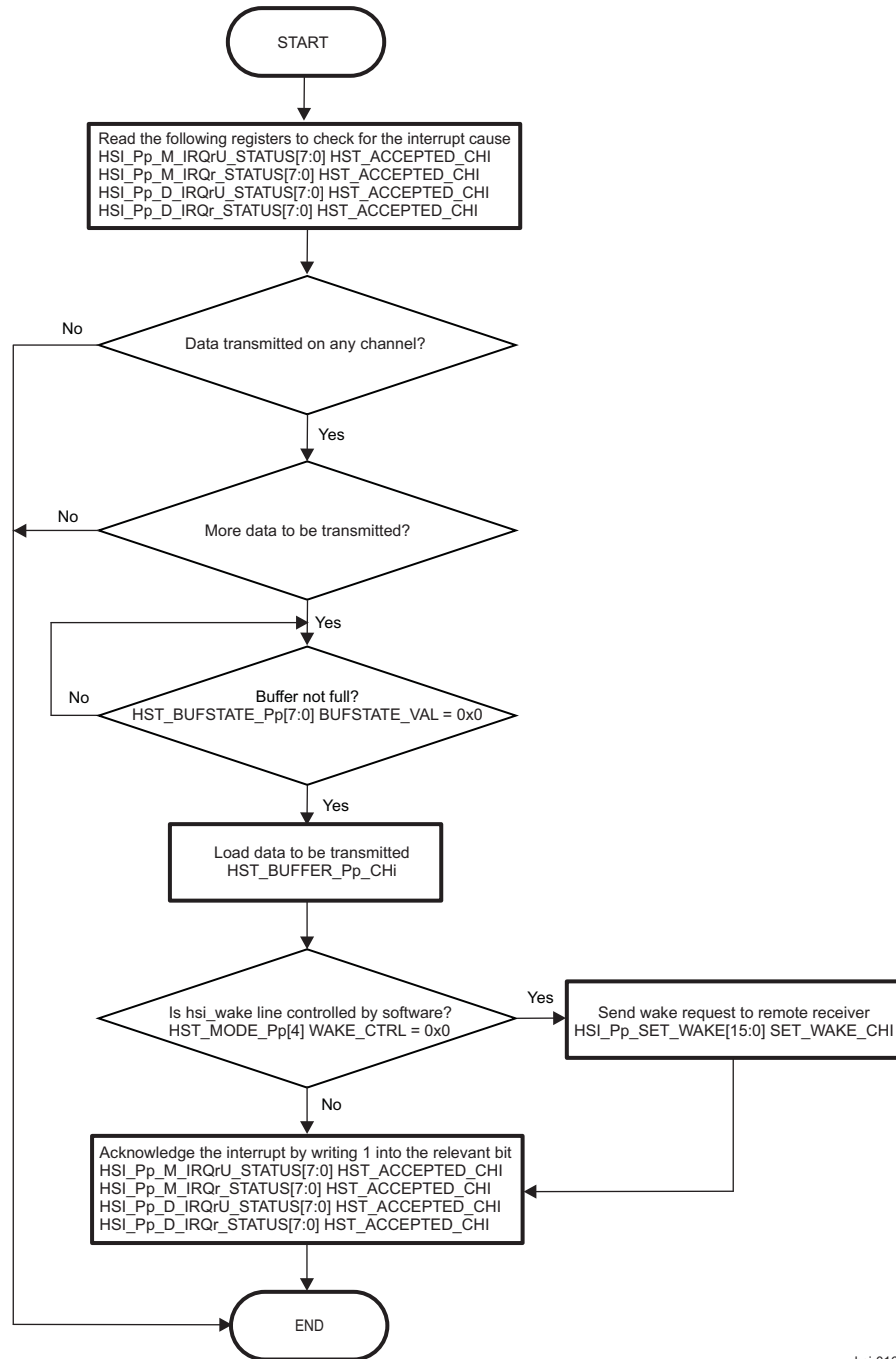 START
Read the following registers to check for the interrupt cause
HSI_Pp_M_IRQrU_STATUS[7:0] HST_ACCEPTED_CHI
HSI_Pp_M_IRQr_STATUS[7:0] HST_ACCEPTED_CHI
HSI_Pp_D_IRQrU_STATUS[7:0] HST_ACCEPTED_CHI
HSI_Pp_D_IRQr_STATUS[7:0] HST_ACCEPTED_CHI
No
Data transmitted on any channel?
Yes
No
More data to be transmitted?
Yes
No
Buffer not full?
HST_BUFSTATE_Pp[7:0] BUFSTATE_VAL = 0x0
Yes
Load data to be transmitted
HST_BUFFER_Pp_CHi
Is hsi_wake line controlled by software?
HST_MODE_Pp[4] WAKE_CTRL = 0x0
Yes
Send wake request to remote receiver
HSI_Pp_SET_WAKE[15:0] SET_WAKE_CHI
No
Acknowledge the interrupt by writing 1 into the relevant bit
HSI_Pp_M_IRQrU_STATUS[7:0] HST_ACCEPTED_CHI
HSI_Pp_M_IRQr_STATUS[7:0] HST_ACCEPTED_CHI
HSI_Pp_D_IRQrU_STATUS[7:0] HST_ACCEPTED_CHI
HSI_Pp_D_IRQr_STATUS[7:0] HST_ACCEPTED_CHI
END